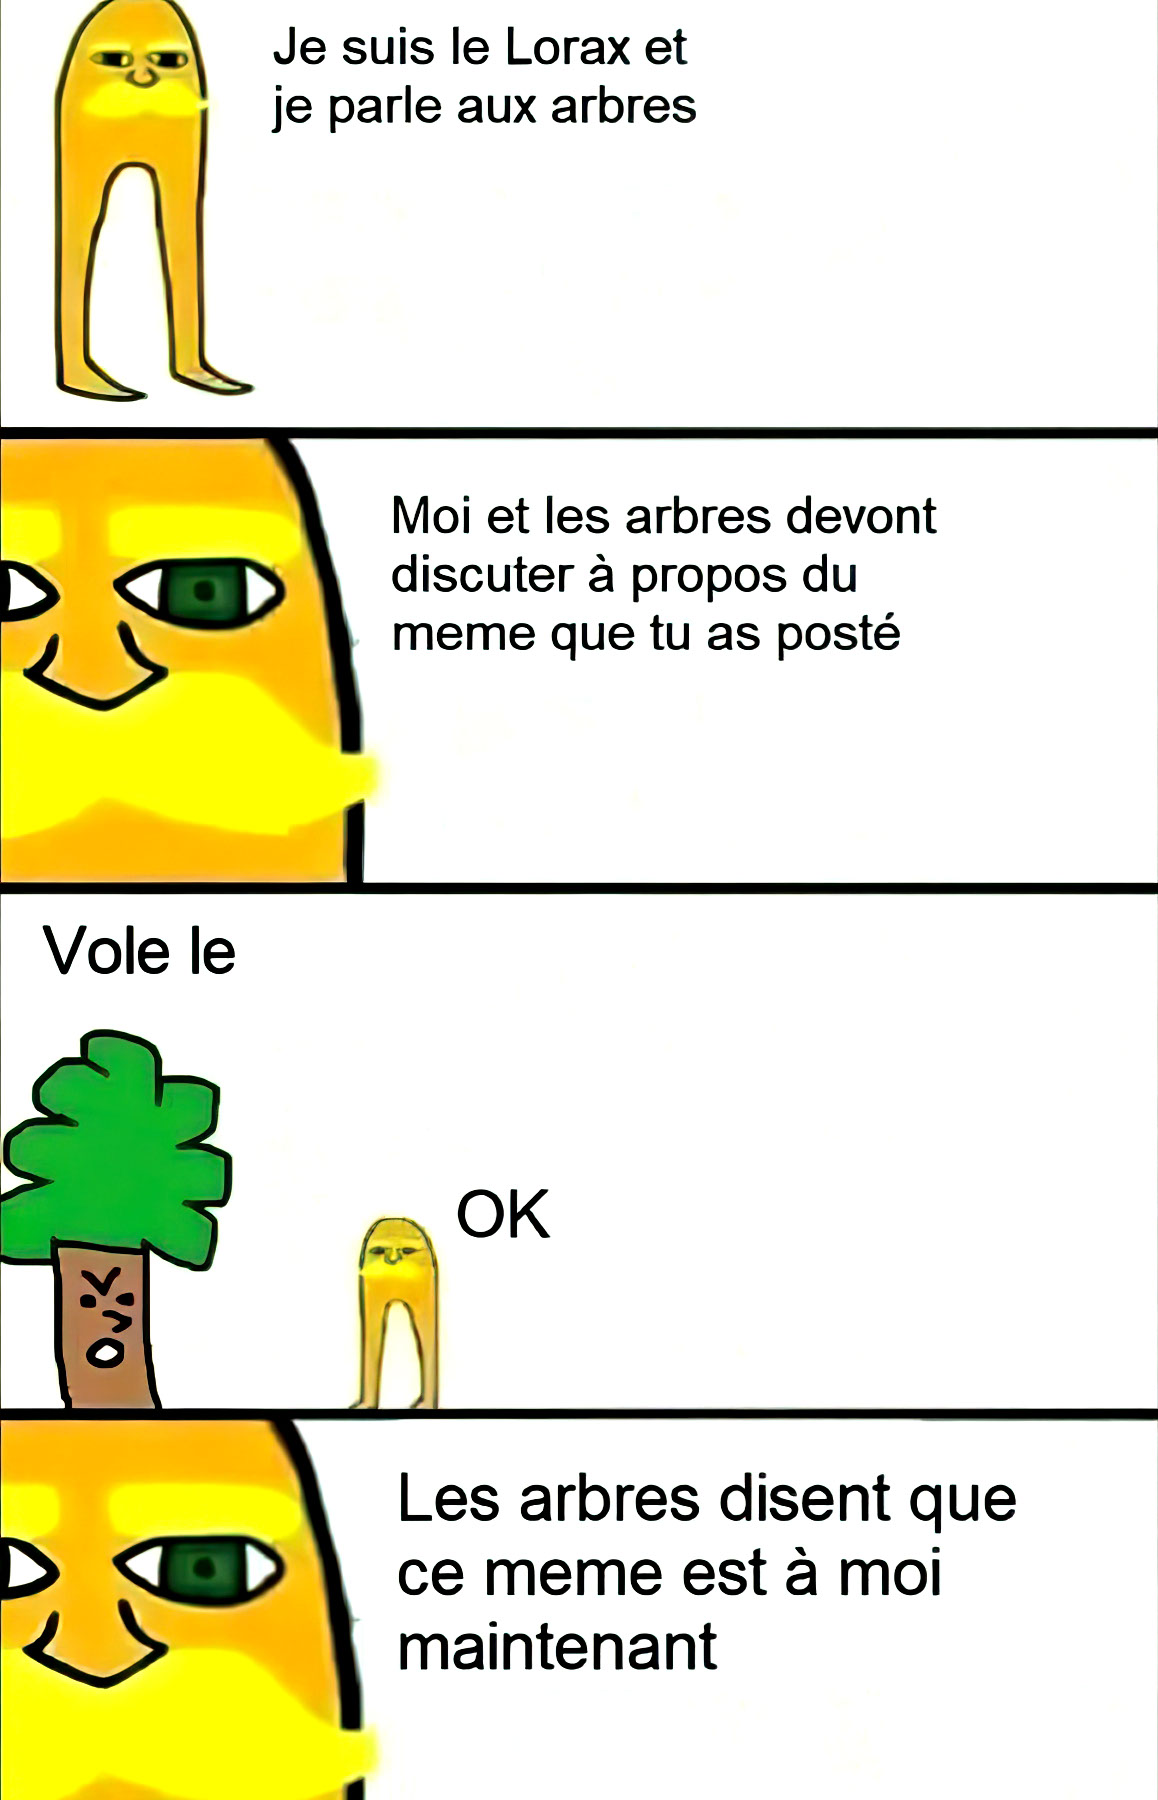 Je suis le Lorax et
je parle aux arbres
Moi et les arbres devont
discuter à propos du
meme que tu as posté
Vole le
OK
Les arbres disent que
ce meme est à moi
maintenant